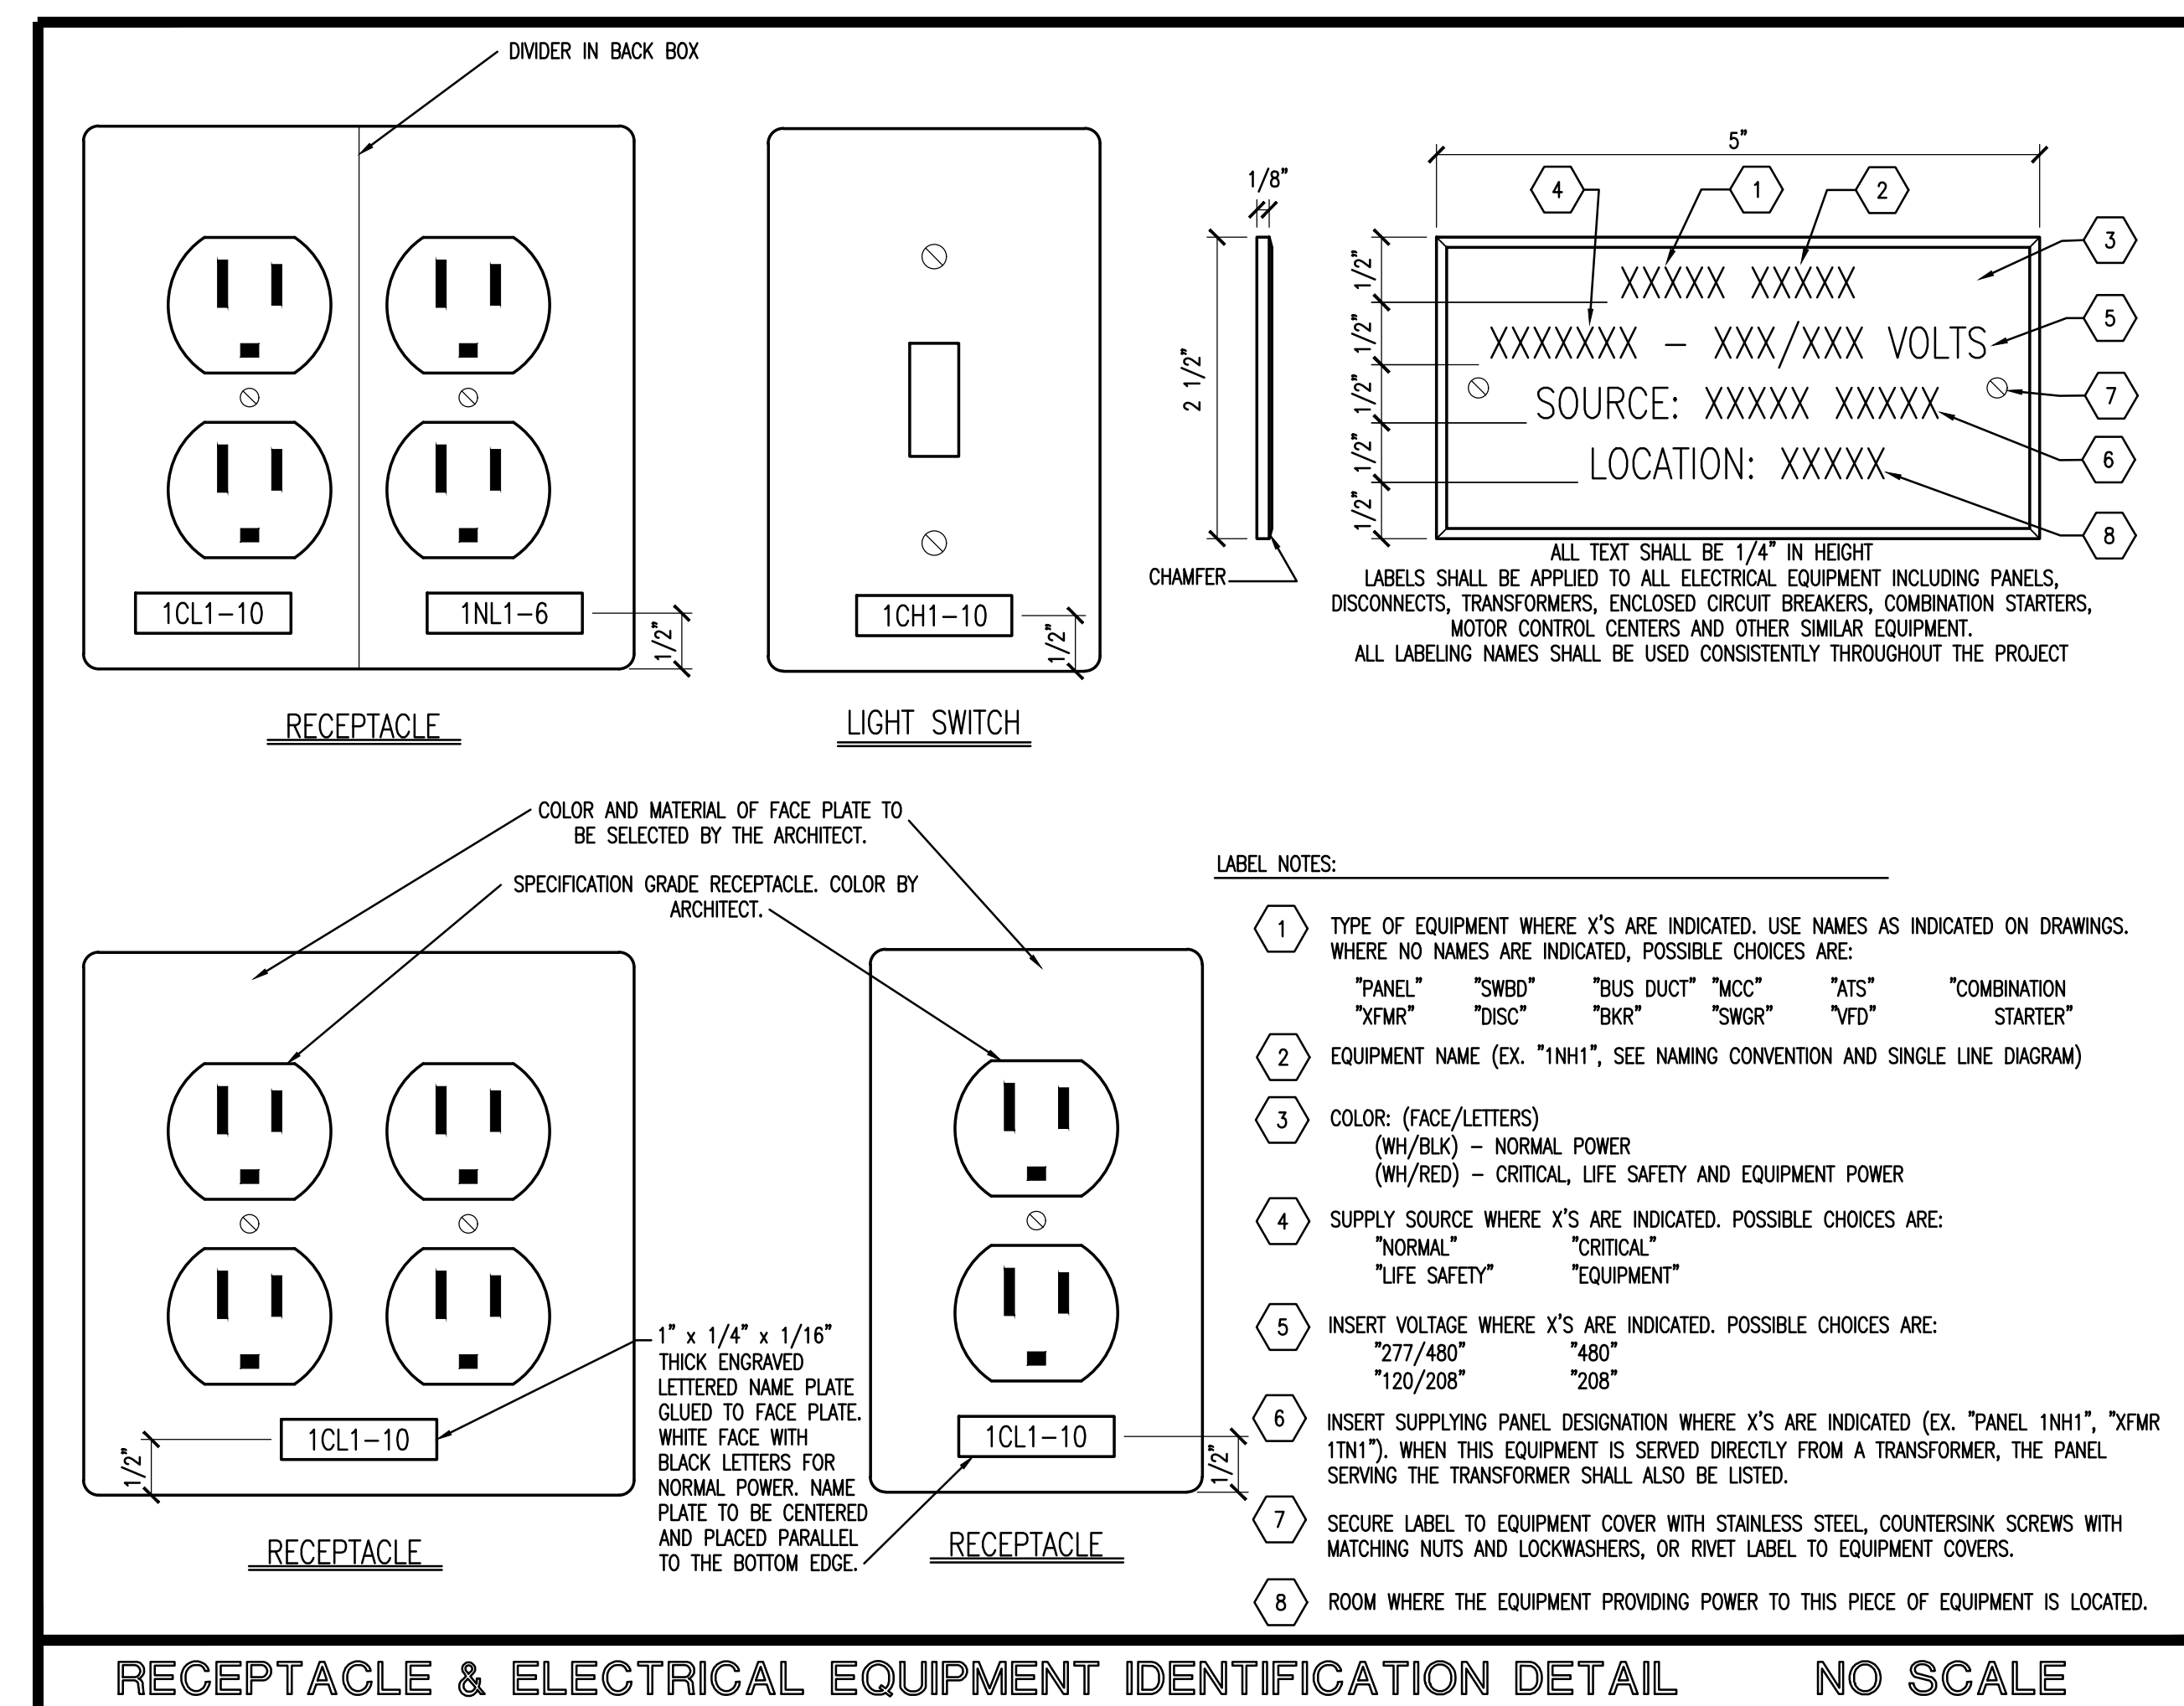 DIVIDER IN BACK BOX
1CL1-10
1NL1-6
1/2"
RECEPTACLE
1CH1-10
1/2"
LIGHT SWITCH
1/8"
2 1/2"
CHAMFER
5"
4
1
2
3
5
7
6
8
1/2"
1/2"
1/2"
1/2"
1/2"
XXXXX XXXXX
XXXXXXX - XXX/XXX VOLTS
SOURCE: XXXXX XXXXX
LOCATION: XXXXX
ALL TEXT SHALL BE 1/4" IN HEIGHT
LABELS SHALL BE APPLIED TO ALL ELECTRICAL EQUIPMENT INCLUDING PANELS,
DISCONNECTS, TRANSFORMERS, ENCLOSED CIRCUIT BREAKERS, COMBINATION STARTERS,
MOTOR CONTROL CENTERS AND OTHER SIMILAR EQUIPMENT.
ALL LABELING NAMES SHALL BE USED CONSISTENTLY THROUGHOUT THE PROJECT
COLOR AND MATERIAL OF FACE PLATE TO
BE SELECTED BY THE ARCHITECT.
SPECIFICATION GRADE RECEPTACLE. COLOR BY
ARCHITECT.
1CL1-10
1/2"
RECEPTACLE
1" x 1/4" x 1/16"
THICK ENGRAVED
LETTERED NAME PLATE
GLUED TO FACE PLATE.
WHITE FACE WITH
BLACK LETTERS FOR
NORMAL POWER. NAME
PLATE TO BE CENTERED
AND PLACED PARALLEL
TO THE BOTTOM EDGE.
1CL1-10
1/2"
RECEPTACLE
LABEL NOTES:
1 TYPE OF EQUIPMENT WHERE X'S ARE INDICATED. USE NAMES AS INDICATED ON DRAWINGS.
WHERE NO NAMES ARE INDICATED, POSSIBLE CHOICES ARE:
"PANEL" "SWBD" "BUS DUCT" "MCC" "ATS" "COMBINATION
"XFMR" "DISC" "BKR" "SWGR" "VFD" STARTER"
2 EQUIPMENT NAME (EX. "1NH1", SEE NAMING CONVENTION AND SINGLE LINE DIAGRAM)
3 COLOR: (FACE/LETTERS)
(WH/BLK) - NORMAL POWER
(WH/RED) - CRITICAL, LIFE SAFETY AND EQUIPMENT POWER
4 SUPPLY SOURCE WHERE X'S ARE INDICATED. POSSIBLE CHOICES ARE:
"NORMAL" "CRITICAL"
"LIFE SAFETY" "EQUIPMENT"
5 INSERT VOLTAGE WHERE X'S ARE INDICATED. POSSIBLE CHOICES ARE:
"277/480" "480"
"120/208" "208"
6 INSERT SUPPLYING PANEL DESIGNATION WHERE X'S ARE INDICATED (EX. "PANEL 1NH1", "XFMR
1TN1"). WHEN THIS EQUIPMENT IS SERVED DIRECTLY FROM A TRANSFORMER, THE PANEL
SERVING THE TRANSFORMER SHALL ALSO BE LISTED.
7 SECURE LABEL TO EQUIPMENT COVER WITH STAINLESS STEEL, COUNTERSINK SCREWS WITH
MATCHING NUTS AND LOCKWASHERS, OR RIVET LABEL TO EQUIPMENT COVERS.
8 ROOM WHERE THE EQUIPMENT PROVIDING POWER TO THIS PIECE OF EQUIPMENT IS LOCATED.
RECEPTACLE & ELECTRICAL EQUIPMENT IDENTIFICATION DETAIL NO SCALE